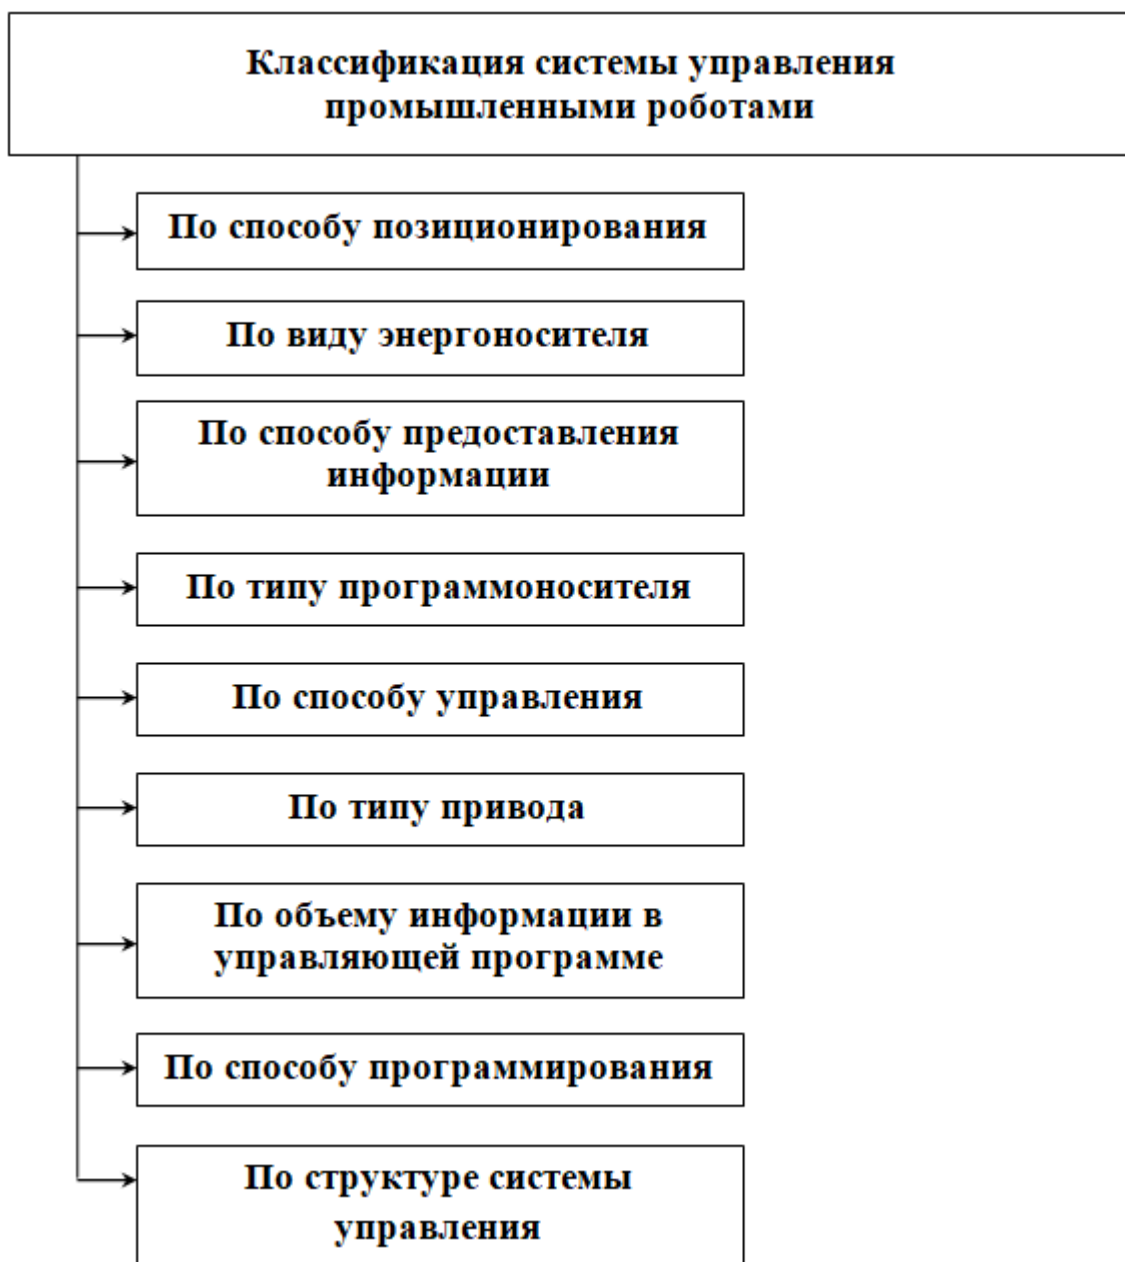 Классификация системы управления
промышленными роботами
По способу позиционирования
По виду энергоносителя
По способу предоставления
информации
По типу программоносителя
По способу управления
По типу привода
По объему информации в
управляющей программе
По способу программирования
По структуре системы
управления